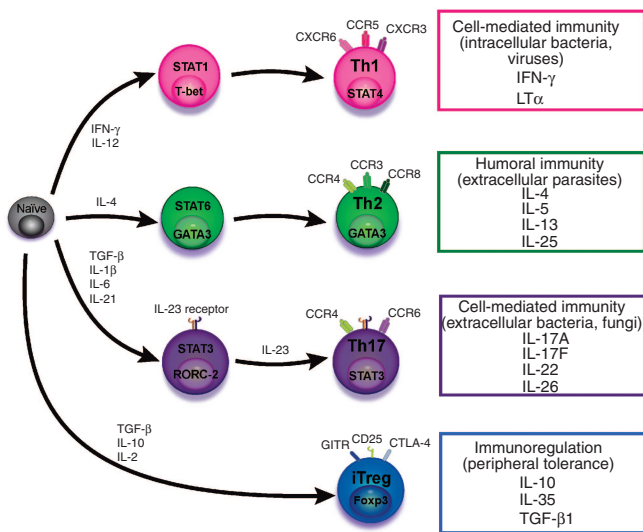 CXCR6
CCR5
CXCR3
STAT1
T-bet
Th1
STAT4
Cell-mediated immunity
(intracellular bacteria,
viruses)
IFN-γ
LTα
IFN-γ
IL-12
Naïve
IL-4
STAT6
GATA3
CCR4
CCR3
CCR8
Th2
GATA3
Humoral immunity
(extracellular parasites)
IL-4
IL-5
IL-13
IL-25
TGF-β
IL-1β
IL-6
IL-21
IL-23 receptor
STAT3
RORC-2
IL-23
CCR4
CCR6
Th17
STAT3
Cell-mediated immunity
(extracellular bacteria, fungi)
IL-17A
IL-17F
IL-22
IL-26
TGF-β
IL-10
IL-2
GITR
CD25
CTLA-4
iTreg
Foxp3
Immunoregulation
(peripheral tolerance)
IL-10
IL-35
TGF-β1